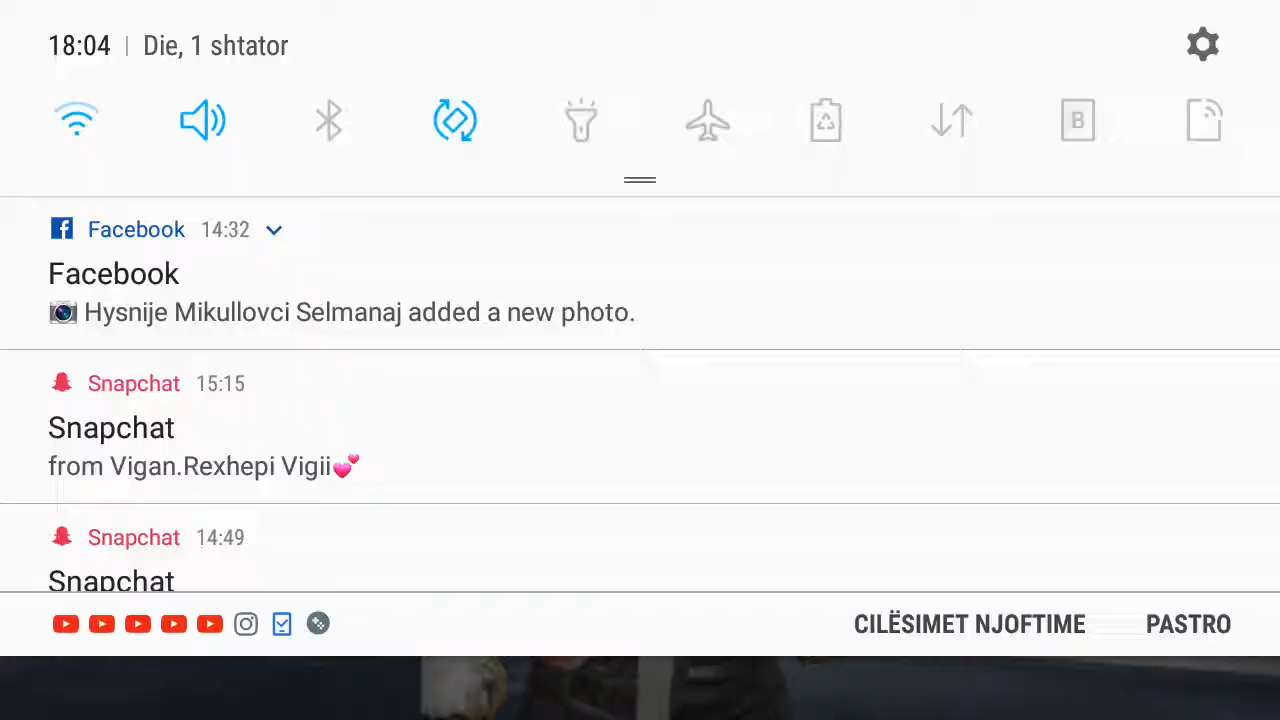 18:04 | Die, 1 shtator
B
Facebook 14:32
Facebook
📷 Hysnije Mikullovci Selmanaj added a new photo.
Snapchat 15:15
Snapchat
from Vigan.Rexhepi Vigii💕
Snapchat 14:49
Snapchat
CILËSIMET NJOFTIME PASTRO